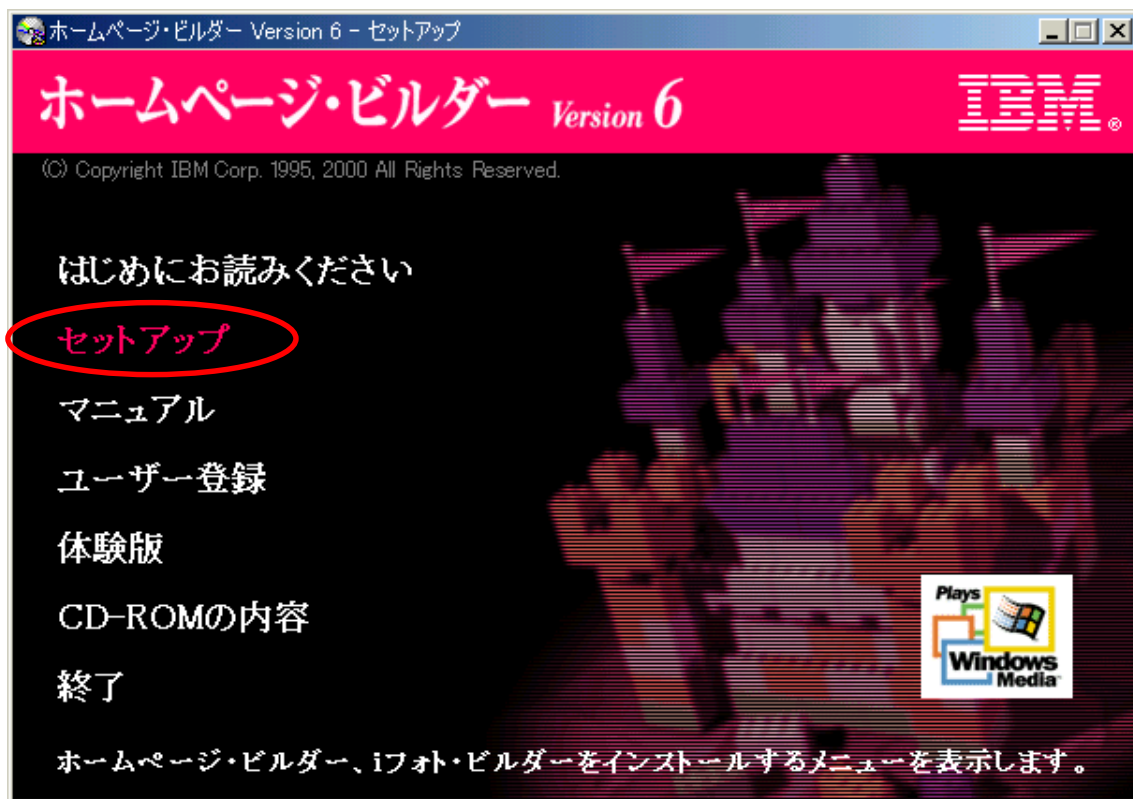 ホームページ・ビルダー Version 6 - セットアップ
ホームページ・ビルダー Version 6
IBM®
(C) Copyright IBM Corp. 1995, 2000 All Rights Reserved.
はじめにお読みください
セットアップ
マニュアル
ユーザー登録
体験版
CD-ROMの内容
終了
Plays
Windows
Media
ホームページ・ビルダー、iフォト・ビルダーをインストールするメニューを表示します。